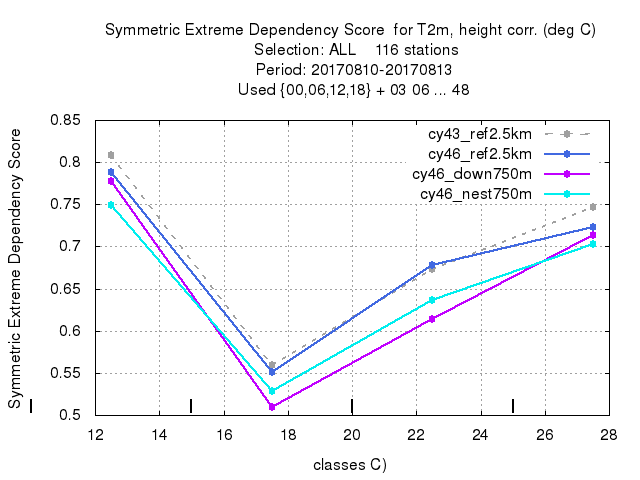 Symmetric Extreme Dependency Score for T2m, height corr. (deg C)
Selection: ALL 116 stations
Period: 20170810-20170813
Used {00,06,12,18} + 03 06 ... 48
Symmetric Extreme Dependency Score
0.85
0.8
0.75
0.7
0.65
0.6
0.55
0.5
cy43_ref2.5km
cy46_ref2.5km
cy46_down750m
cy46_nest750m
12 14 16 18 20 22 24 26 28
classes C)